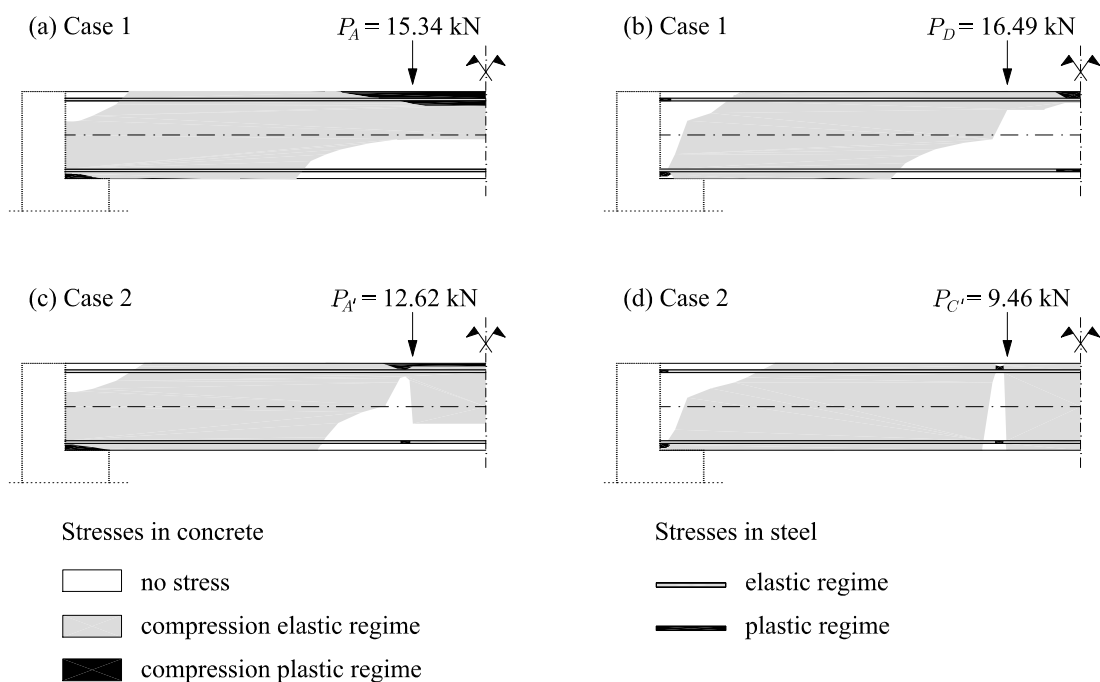 (a) Case 1
P_A = 15.34 kN
(b) Case 1
P_D = 16.49 kN
(c) Case 2
P_A' = 12.62 kN
(d) Case 2
P_C' = 9.46 kN
Stresses in concrete
no stress
compression elastic regime
compression plastic regime
Stresses in steel
elastic regime
plastic regime